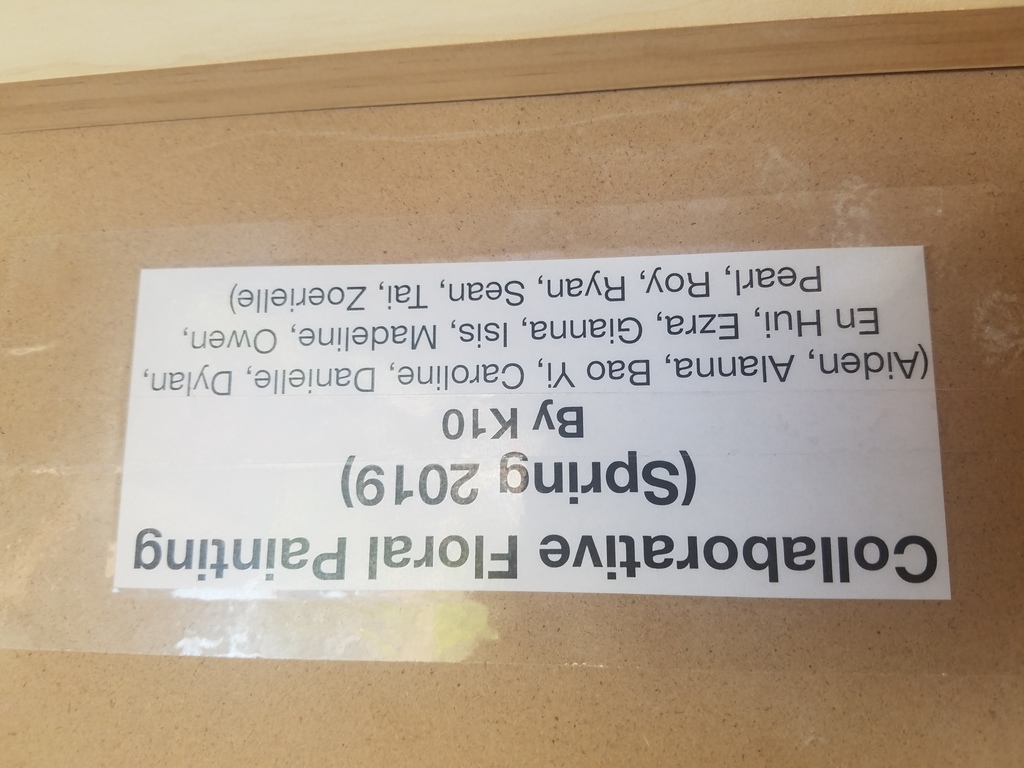 Collaborative Floral Painting
(Spring 2019)
By K10
(Aiden, Alanna, Bao Yi, Caroline, Danielle, Dylan,
En Hui, Ezra, Gianna, Isis, Madeline, Owen,
Pearl, Roy, Ryan, Sean, Tai, Zoerielle)